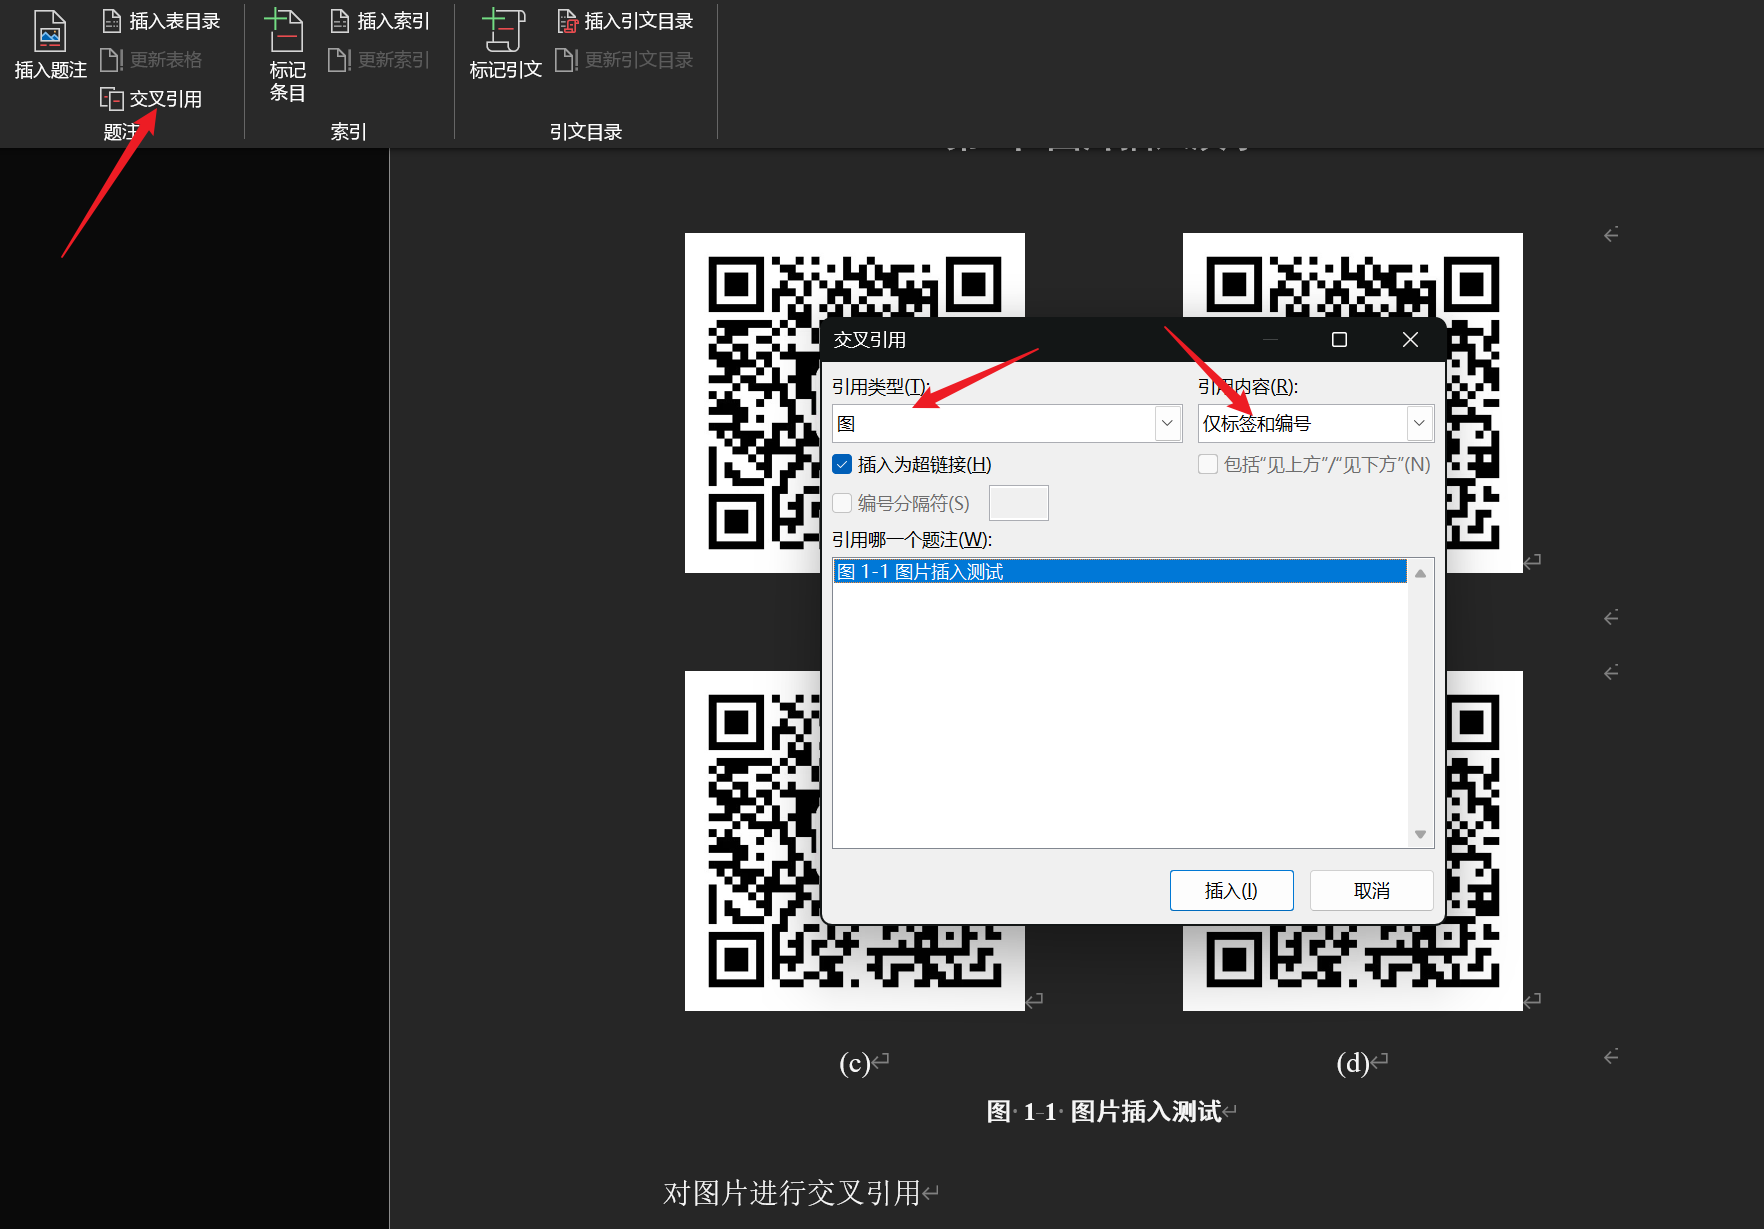 插入题注
插入表目录
更新表格
交叉引用
题注
标记
条目
插入索引
更新索引
索引
标记引文
插入引文目录
更新引文目录
引文目录
交叉引用
引用类型(T):
图
引用内容(R):
仅标签和编号
插入为超链接(H)
包括“见上方”/“见下方”(N)
编号分隔符(S)
引用哪一个题注(W):
图 1-1 图片插入测试
插入(I)
取消
(c)
(d)
图 1-1 图片插入测试
对图片进行交叉引用